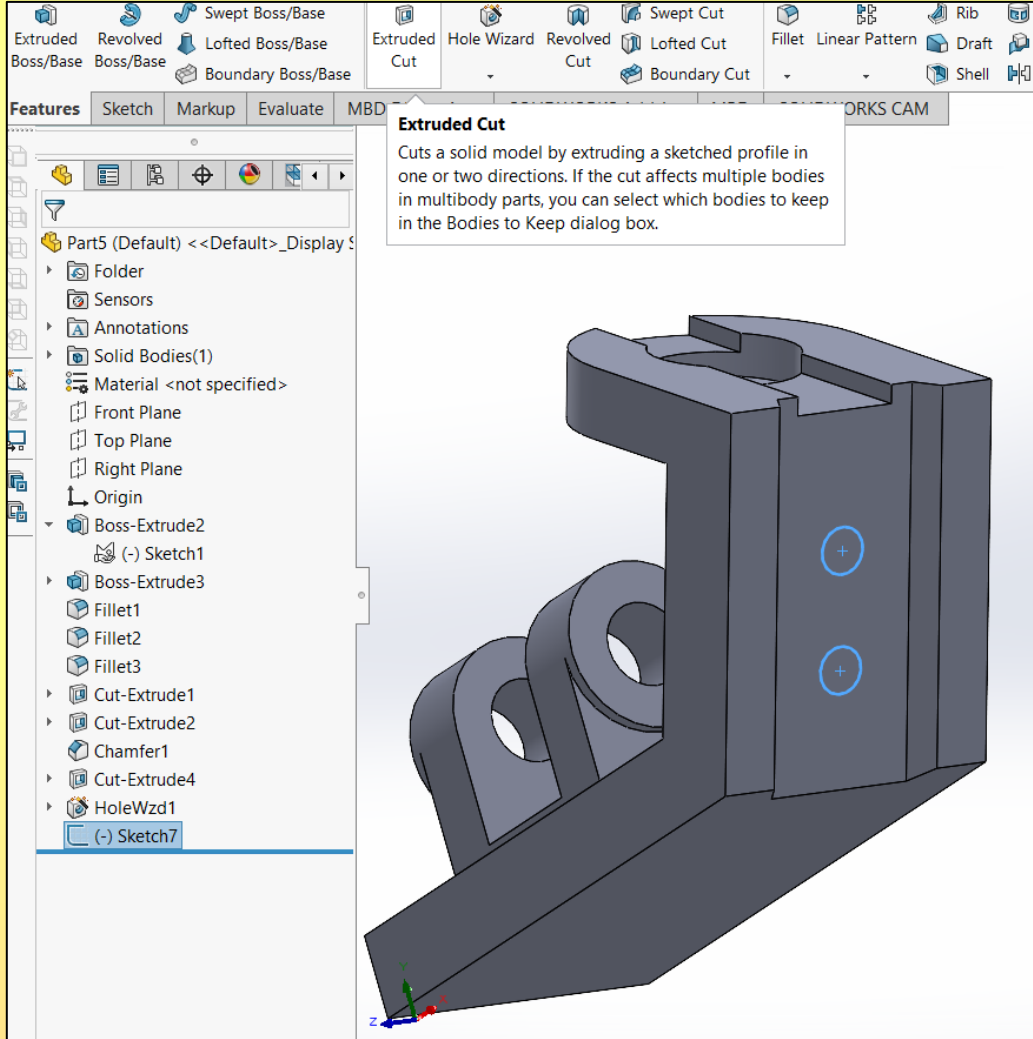 Extruded Boss/Base
Revolved Boss/Base
Swept Boss/Base
Lofted Boss/Base
Boundary Boss/Base
Extruded Cut
Hole Wizard
Revolved Cut
Swept Cut
Lofted Cut
Boundary Cut
Fillet
Linear Pattern
Rib
Draft
Shell
Features
Sketch
Markup
Evaluate
MBD
ORKS CAM
Extruded Cut
Cuts a solid model by extruding a sketched profile in
one or two directions. If the cut affects multiple bodies
in multibody parts, you can select which bodies to keep
in the Bodies to Keep dialog box.
Part5 (Default) <<Default>_Display S
Folder
Sensors
Annotations
Solid Bodies(1)
Material <not specified>
Front Plane
Top Plane
Right Plane
Origin
Boss-Extrude2
(-) Sketch1
Boss-Extrude3
Fillet1
Fillet2
Fillet3
Cut-Extrude1
Cut-Extrude2
Chamfer1
Cut-Extrude4
HoleWzd1
(-) Sketch7
Y
X
Z